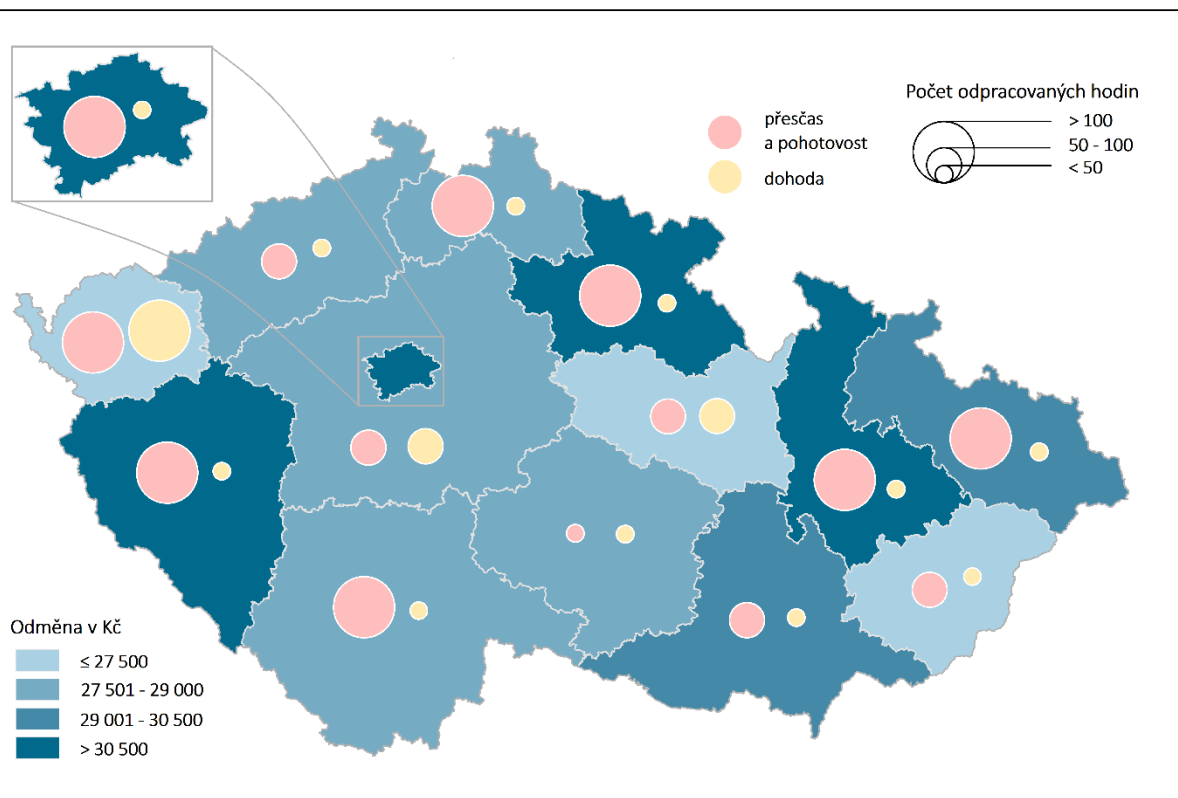 Počet odpracovaných hodin
> 100
50 - 100
< 50
přesčas
a pohotovost
dohoda
Odměna v Kč
≤ 27 500
27 501 - 29 000
29 001 - 30 500
> 30 500